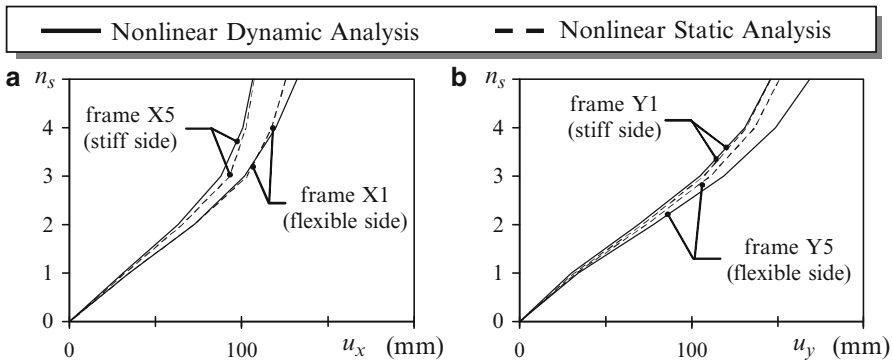 Nonlinear Dynamic Analysis
Nonlinear Static Analysis
a
n_s
5
4
3
2
1
0
0
100
u_x (mm)
frame X5
(stiff side)
frame X1
(flexible side)
b
n_s
5
4
3
2
1
0
0
100
u_y (mm)
frame Y1
(stiff side)
frame Y5
(flexible side)